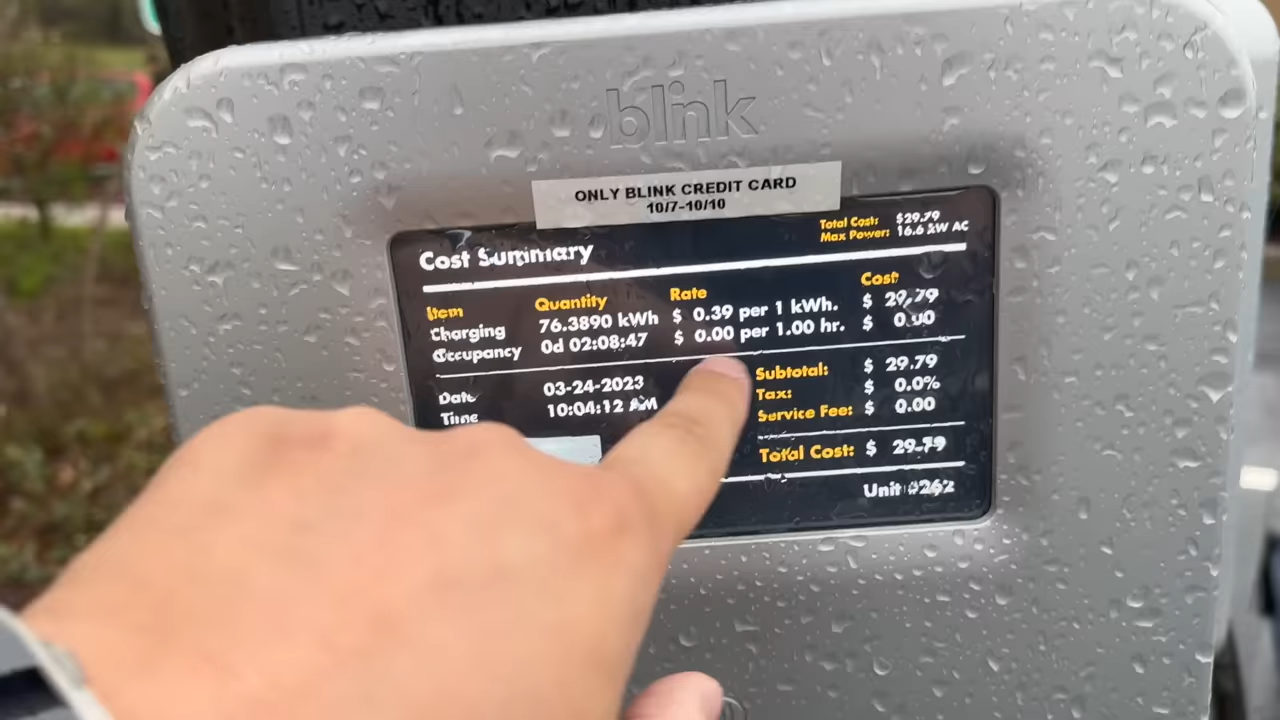 blink
ONLY BLINK CREDIT CARD
10/7-10/10
Total Cost: $29.79
Max Power: 16.6 kW AC
Cost Summary
Item Quantity Rate Cost
Charging 76.3890 kWh $ 0.39 per 1 kWh. $ 29.79
Occupancy 0d 02:08:47 $ 0.00 per 1.00 hr. $ 0.00
Date 03-24-2023
Time 10:04:12 AM
Subtotal: $ 29.79
Tax: $ 0.0%
Service Fee: $ 0.00
Total Cost: $ 29.79
Unit #262